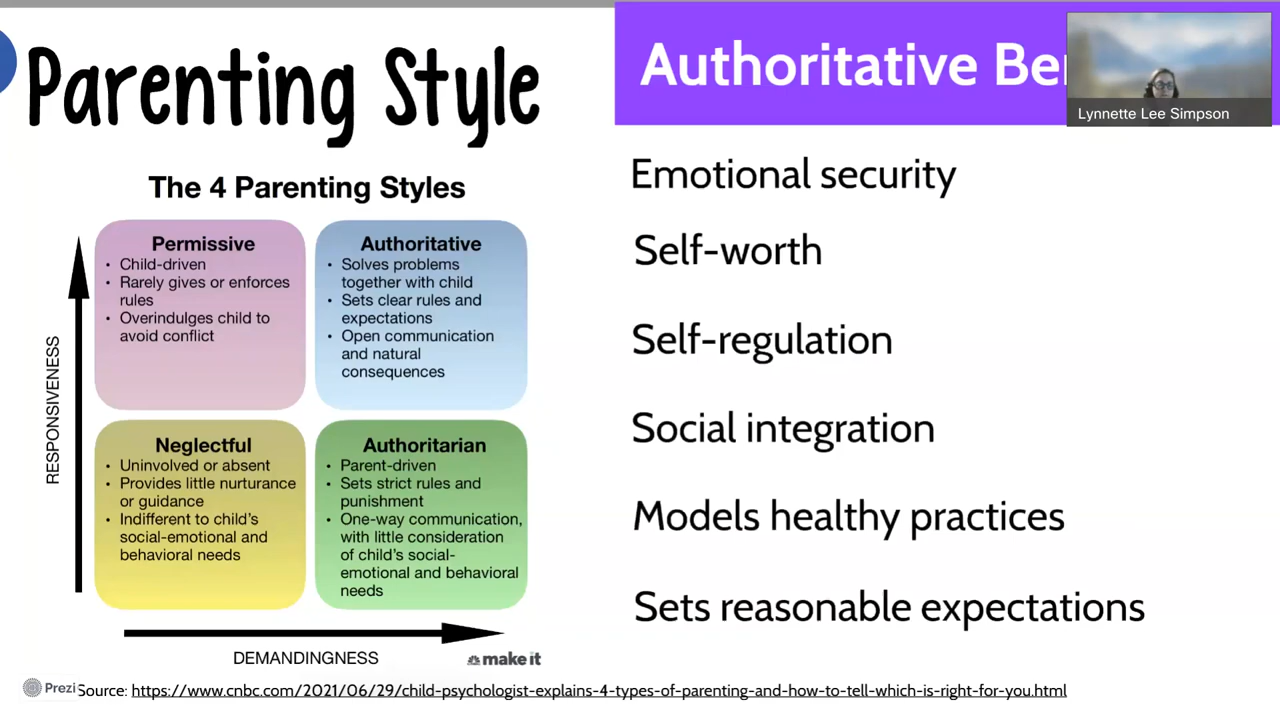 Parenting Style
The 4 Parenting Styles
RESPONSIVENESS
Permissive
• Child-driven
• Rarely gives or enforces
rules
• Overindulges child to
avoid conflict
Authoritative
• Solves problems
together with child
• Sets clear rules and
expectations
• Open communication
and natural
consequences
Neglectful
• Uninvolved or absent
• Provides little nurturance
or guidance
• Indifferent to child's
social-emotional and
behavioral needs
Authoritarian
• Parent-driven
• Sets strict rules and
punishment
• One-way communication,
with little consideration
of child's social-
emotional and behavioral
needs
DEMANDINGNESS
make it
Authoritative
Lynnette Lee Simpson
Emotional security
Self-worth
Self-regulation
Social integration
Models healthy practices
Sets reasonable expectations
Prezi
Source: https://www.cnbc.com/2021/06/29/child-psychologist-explains-4-types-of-parenting-and-how-to-tell-which-is-right-for-you.html